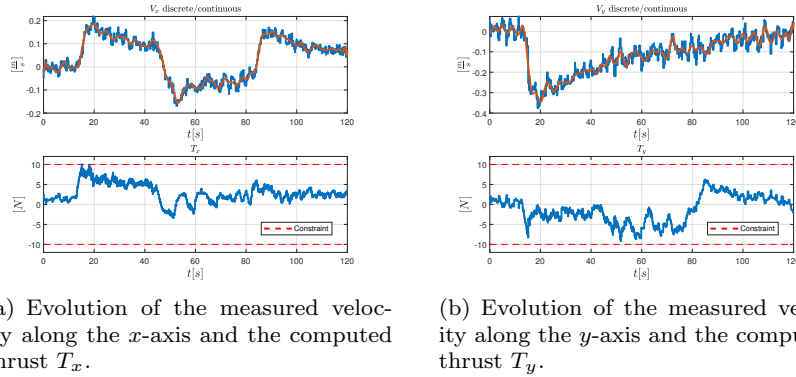 V_x discrete/continuous
0.2
0.1
0
-0.1
-0.2
[m/s]
0 20 40 60 80 100 120
t[s]
T_x
10
5
0
-5
-10
[N]
Constraint
0 20 40 60 80 100 120
t[s]
V_y discrete/continuous
0
-0.1
-0.2
-0.3
-0.4
[m/s]
0 20 40 60 80 100 120
t[s]
T_y
10
5
0
-5
-10
[N]
Constraint
0 20 40 60 80 100 120
t[s]
a) Evolution of the measured veloc-
y along the x-axis and the computed
hrust T_x.
(b) Evolution of the measured ve
ity along the y-axis and the compu
thrust T_y.